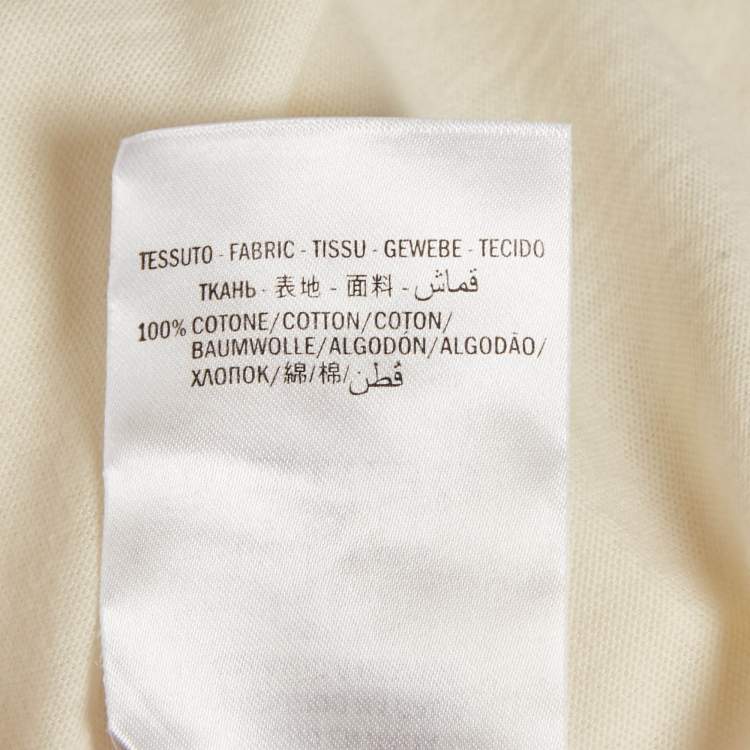 TESSUTO - FABRIC - TISSU - GEWEBE - TECIDO
ТКАНЬ - 表地 - 面料 - قماش
100% COTONE/COTTON/COTON/
BAUMWOLLE/ALGODÓN/ALGODÃO/
ХЛОПОК/綿/棉/قُطن